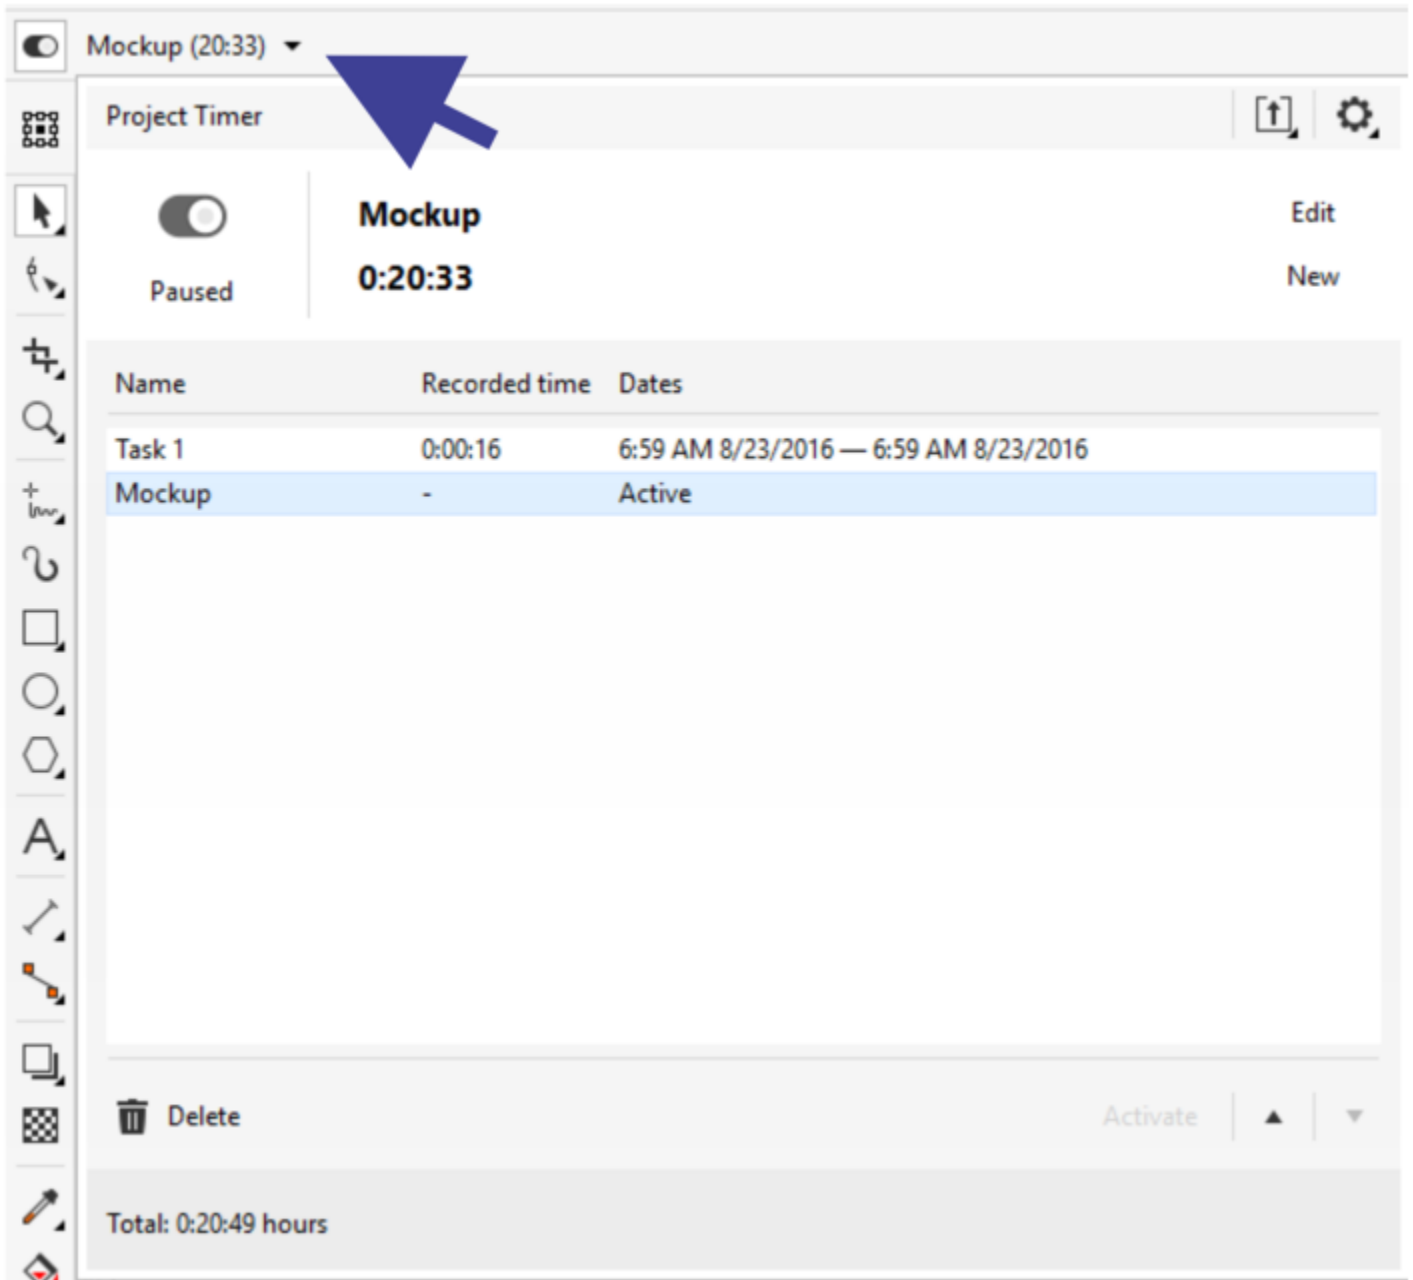 Mockup (20:33)
Project Timer
Mockup
Edit
0:20:33
New
Paused
Name Recorded time Dates
Task 1 0:00:16 6:59 AM 8/23/2016 — 6:59 AM 8/23/2016
Mockup - Active
A
Delete
Activate
Total: 0:20:49 hours